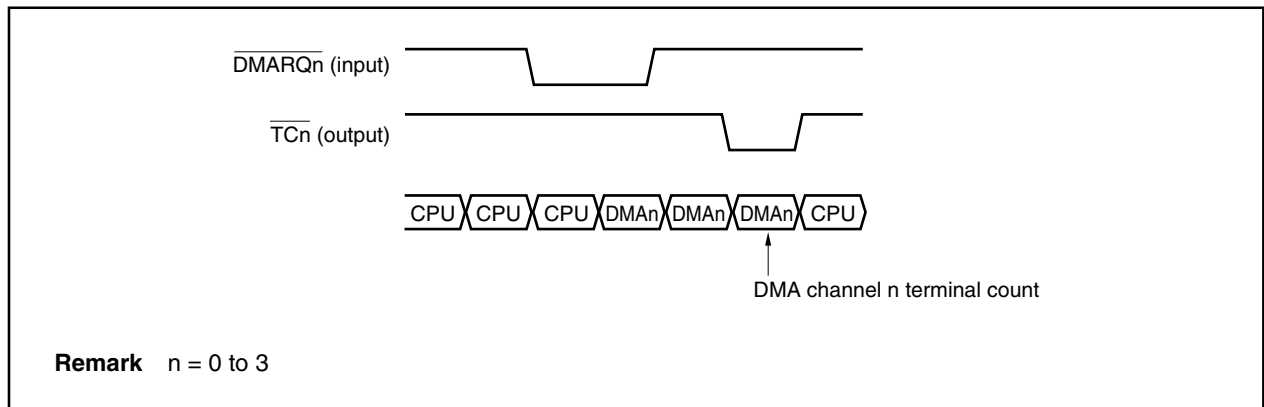 DMARQn (input)
TCn (output)
CPU CPU CPU DMAn DMAn DMAn CPU
DMA channel n terminal count
Remark n = 0 to 3